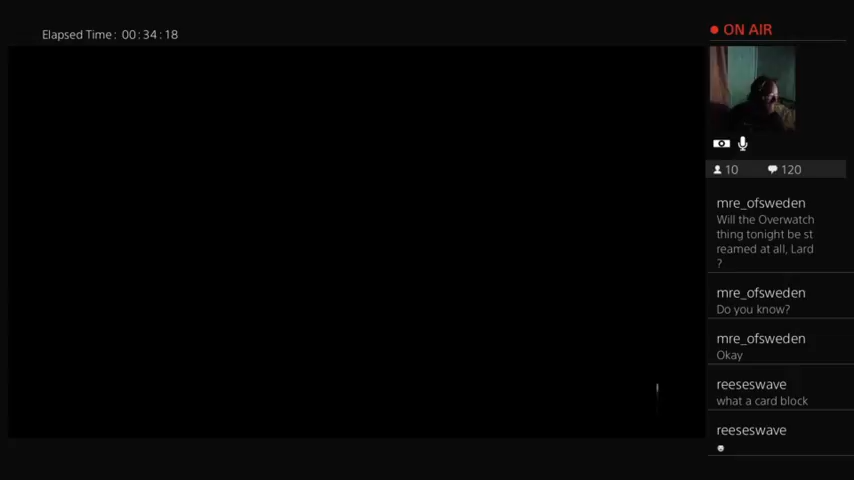 Elapsed Time: 00:34:18
ON AIR
10 120
mre_ofsweden
Will the Overwatch
thing tonight be st
reamed at all, Lard
?
mre_ofsweden
Do you know?
mre_ofsweden
Okay
reeseswave
what a card block
reeseswave